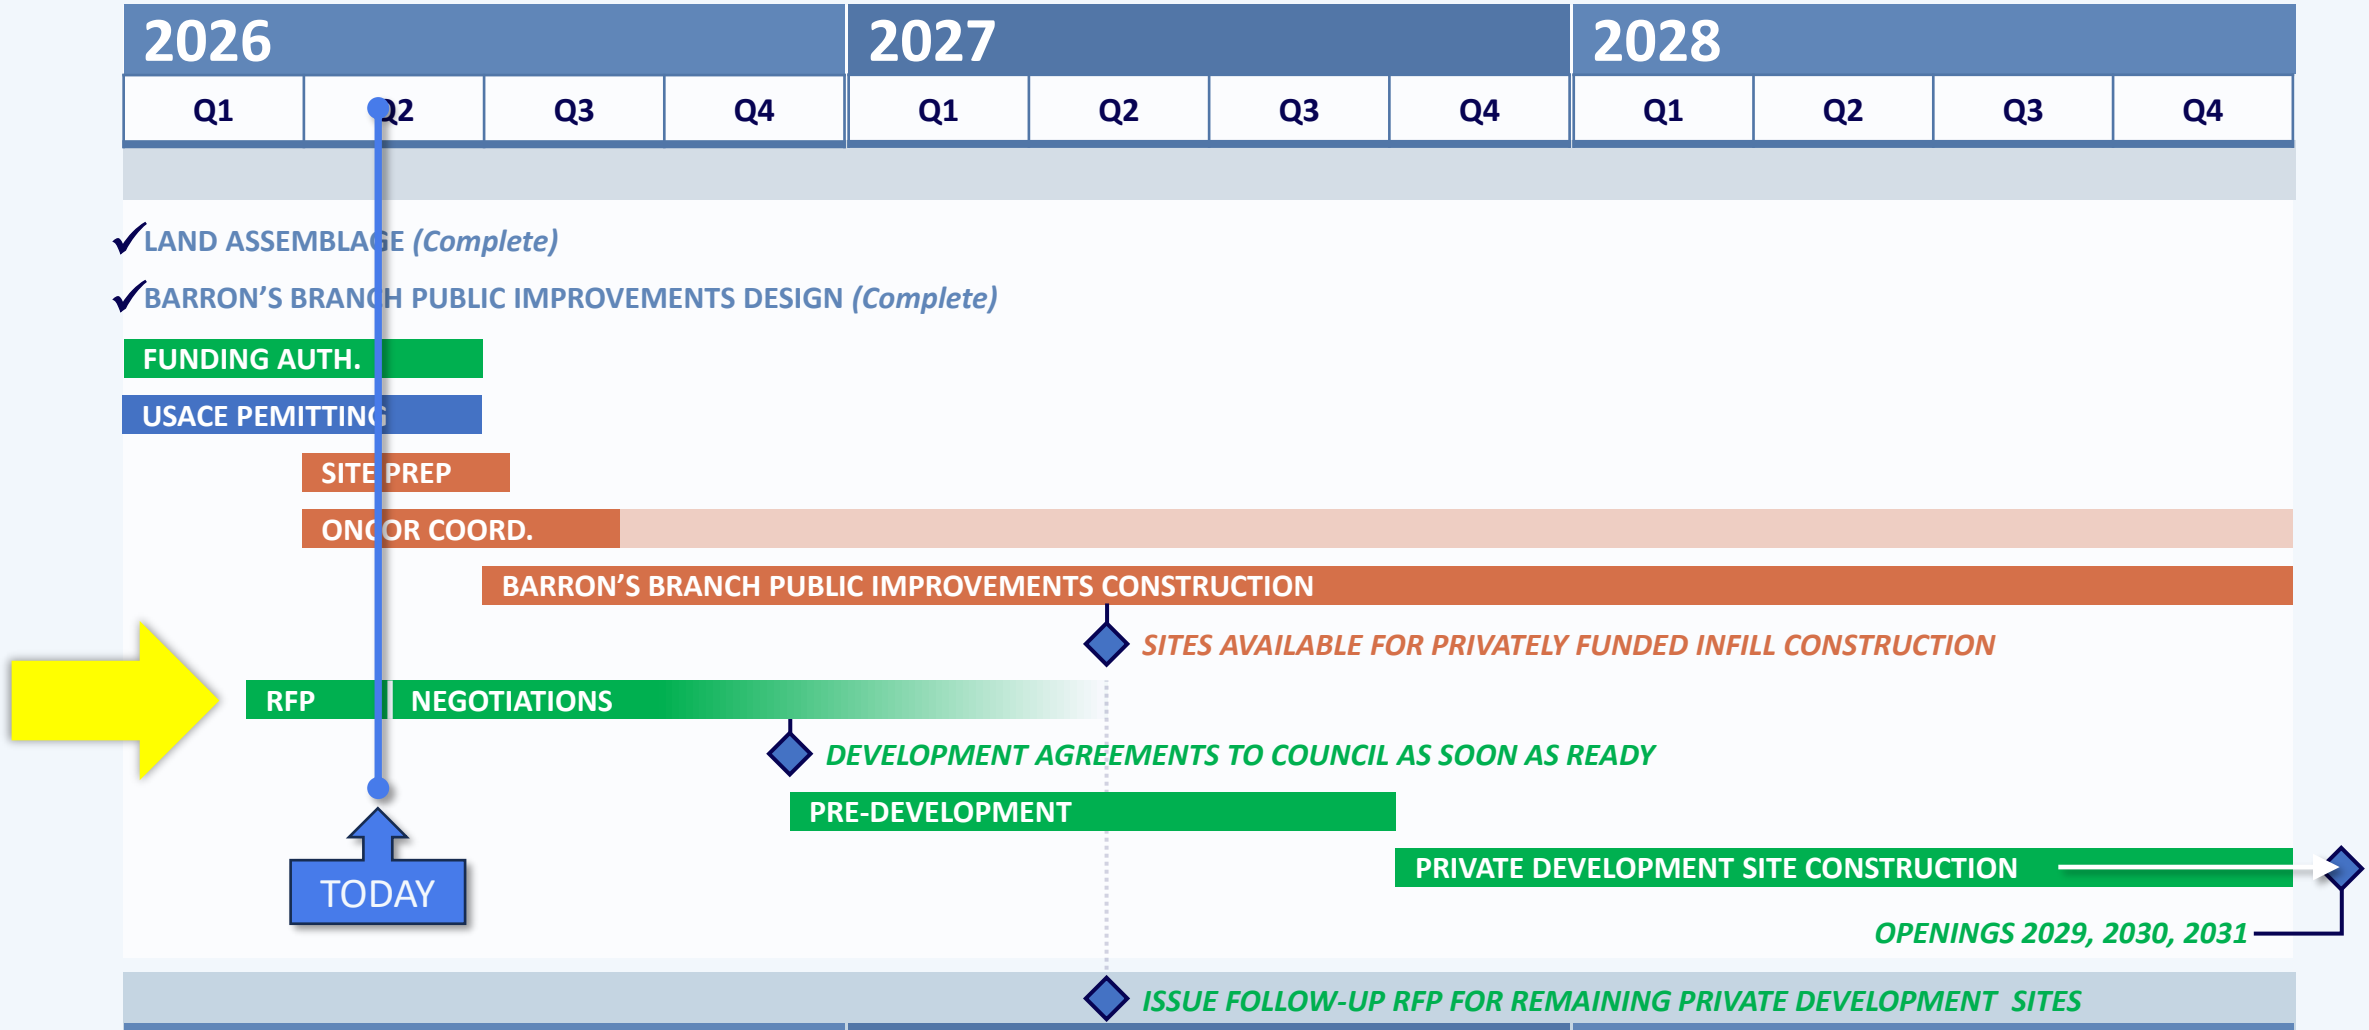 2026 2027 2028
Q1 Q2 Q3 Q4 Q1 Q2 Q3 Q4 Q1 Q2 Q3 Q4
LAND ASSEMBLAGE (Complete)
BARRON'S BRANCH PUBLIC IMPROVEMENTS DESIGN (Complete)
FUNDING AUTH.
USACE PEMITTING
SITE PREP
ONCOR COORD.
BARRON'S BRANCH PUBLIC IMPROVEMENTS CONSTRUCTION
SITES AVAILABLE FOR PRIVATELY FUNDED INFILL CONSTRUCTION
RFP NEGOTIATIONS
DEVELOPMENT AGREEMENTS TO COUNCIL AS SOON AS READY
PRE-DEVELOPMENT
PRIVATE DEVELOPMENT SITE CONSTRUCTION
TODAY
OPENINGS 2029, 2030, 2031
ISSUE FOLLOW-UP RFP FOR REMAINING PRIVATE DEVELOPMENT SITES